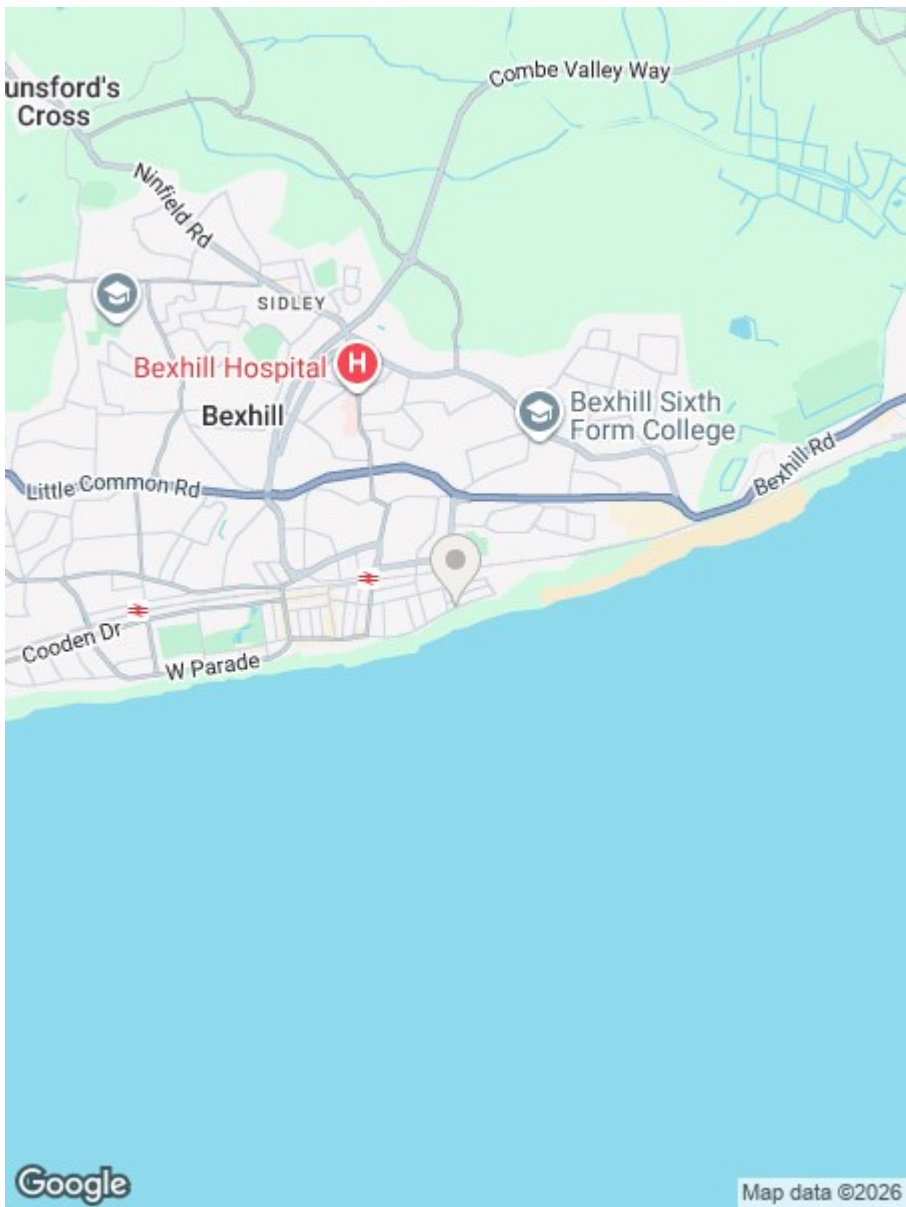 Combe Valley Way
unsford's
Cross
Ninfield Rd
SIDLEY
Bexhill Hospital
H
Bexhill
Bexhill Sixth
Form College
Bexhill Rd
Little Common Rd
Cooden Dr
W Parade
Google
Map data ©2026